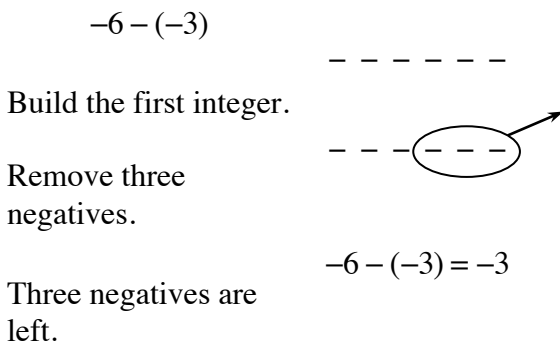 −6 − (−3)
− − − − − −
Build the first integer.
− − − − − −
Remove three
negatives.
−6 − (−3) = −3
Three negatives are
left.